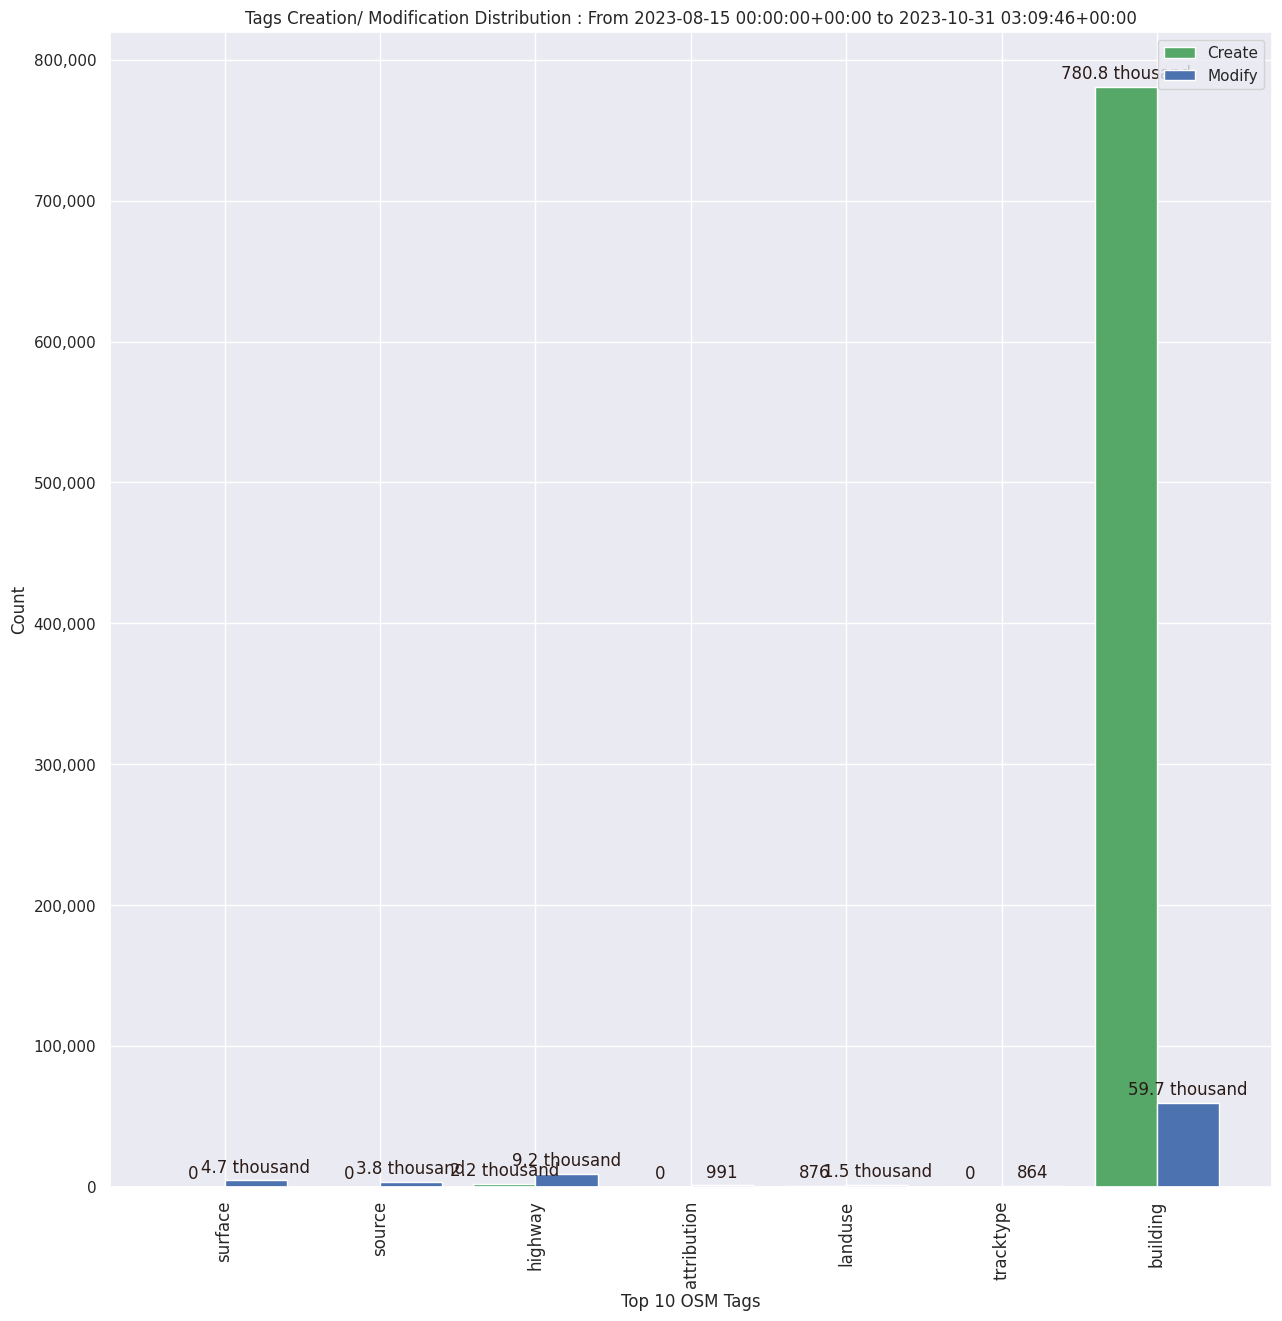 Tags Creation/ Modification Distribution : From 2023-08-15 00:00:00+00:00 to 2023-10-31 03:09:46+00:00
Create
Modify
800,000
700,000
600,000
500,000
400,000
300,000
200,000
100,000
0
Count
0
4.7 thousand
0
3.8 thousand
2.2 thousand
9.2 thousand
0
991
876
1.5 thousand
0
864
780.8 thousand
59.7 thousand
surface
source
highway
attribution
landuse
tracktype
building
Top 10 OSM Tags